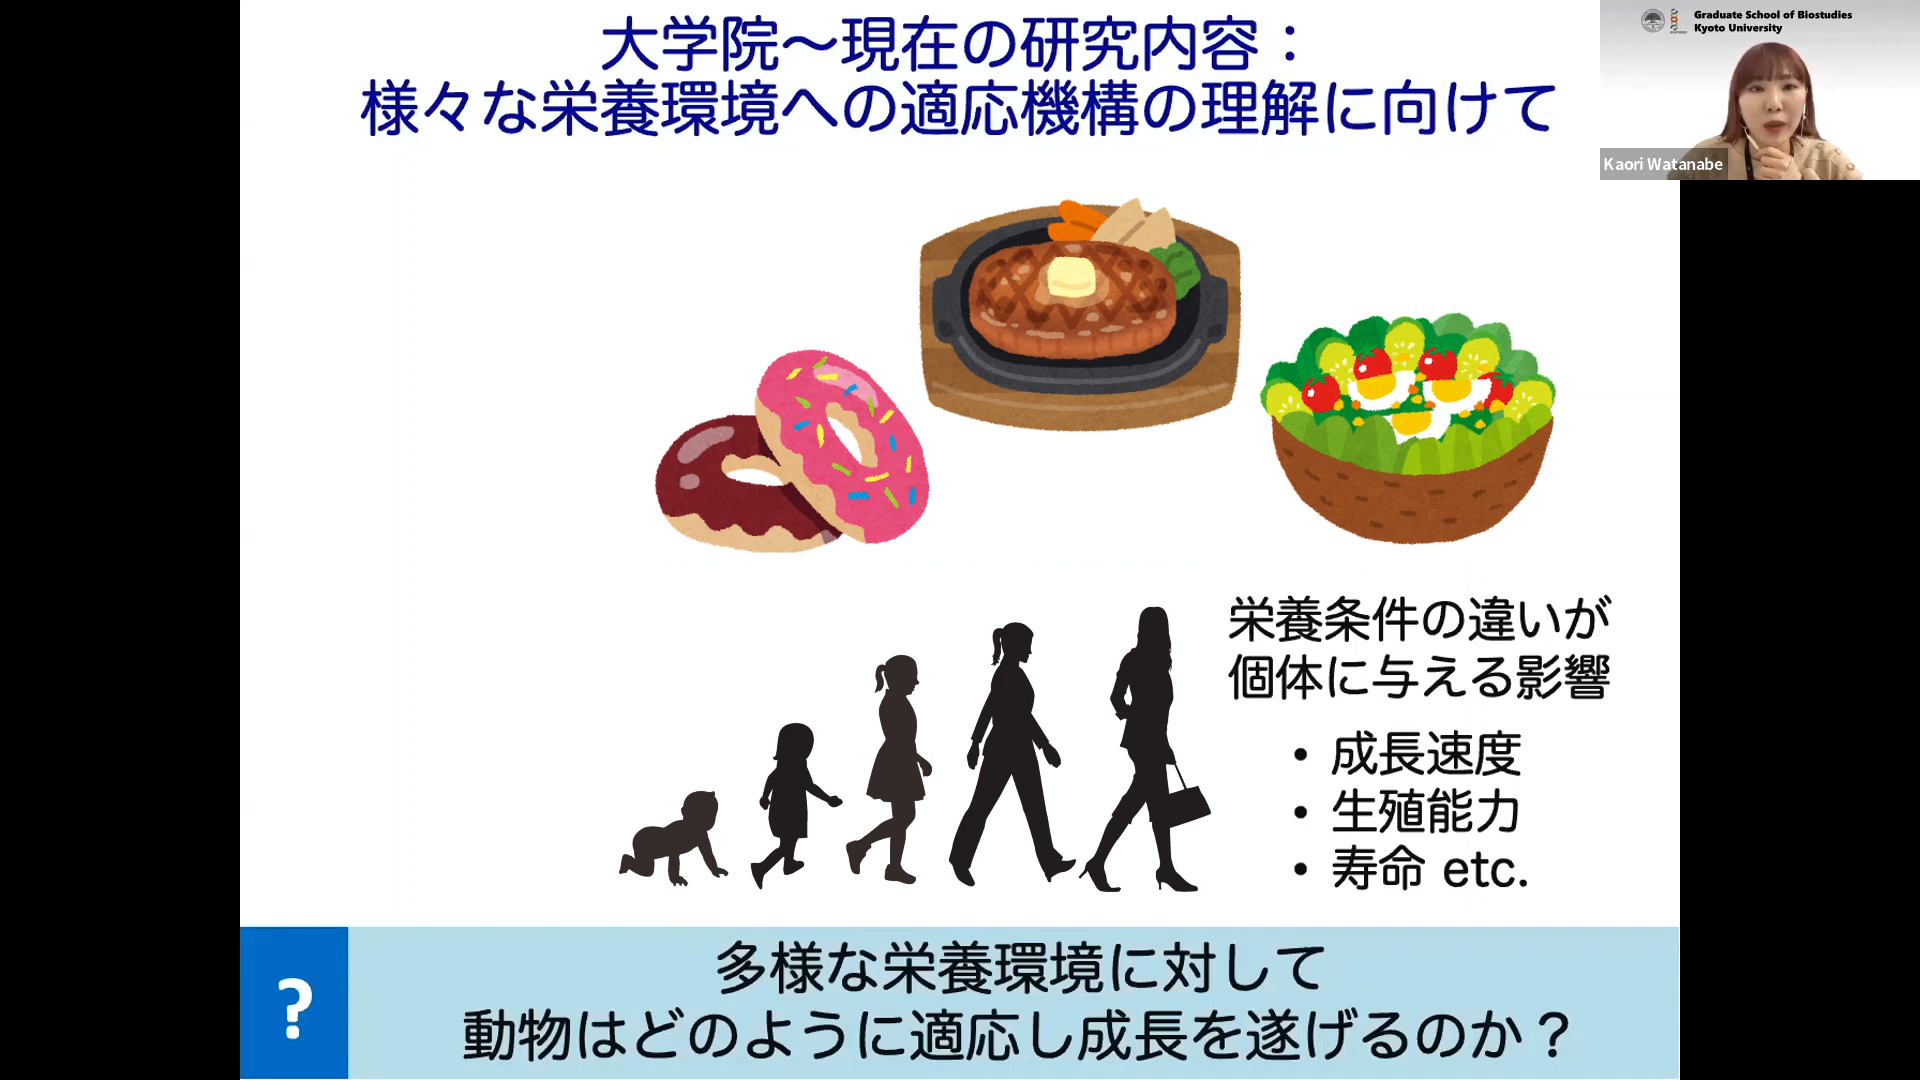 大学院〜現在の研究内容：
様々な栄養環境への適応機構の理解に向けて
Graduate School of Biostudies
Kyoto University
Kaori Watanabe
栄養条件の違いが
個体に与える影響
• 成長速度
• 生殖能力
• 寿命 etc.
?
多様な栄養環境に対して
動物はどのように適応し成長を遂げるのか？